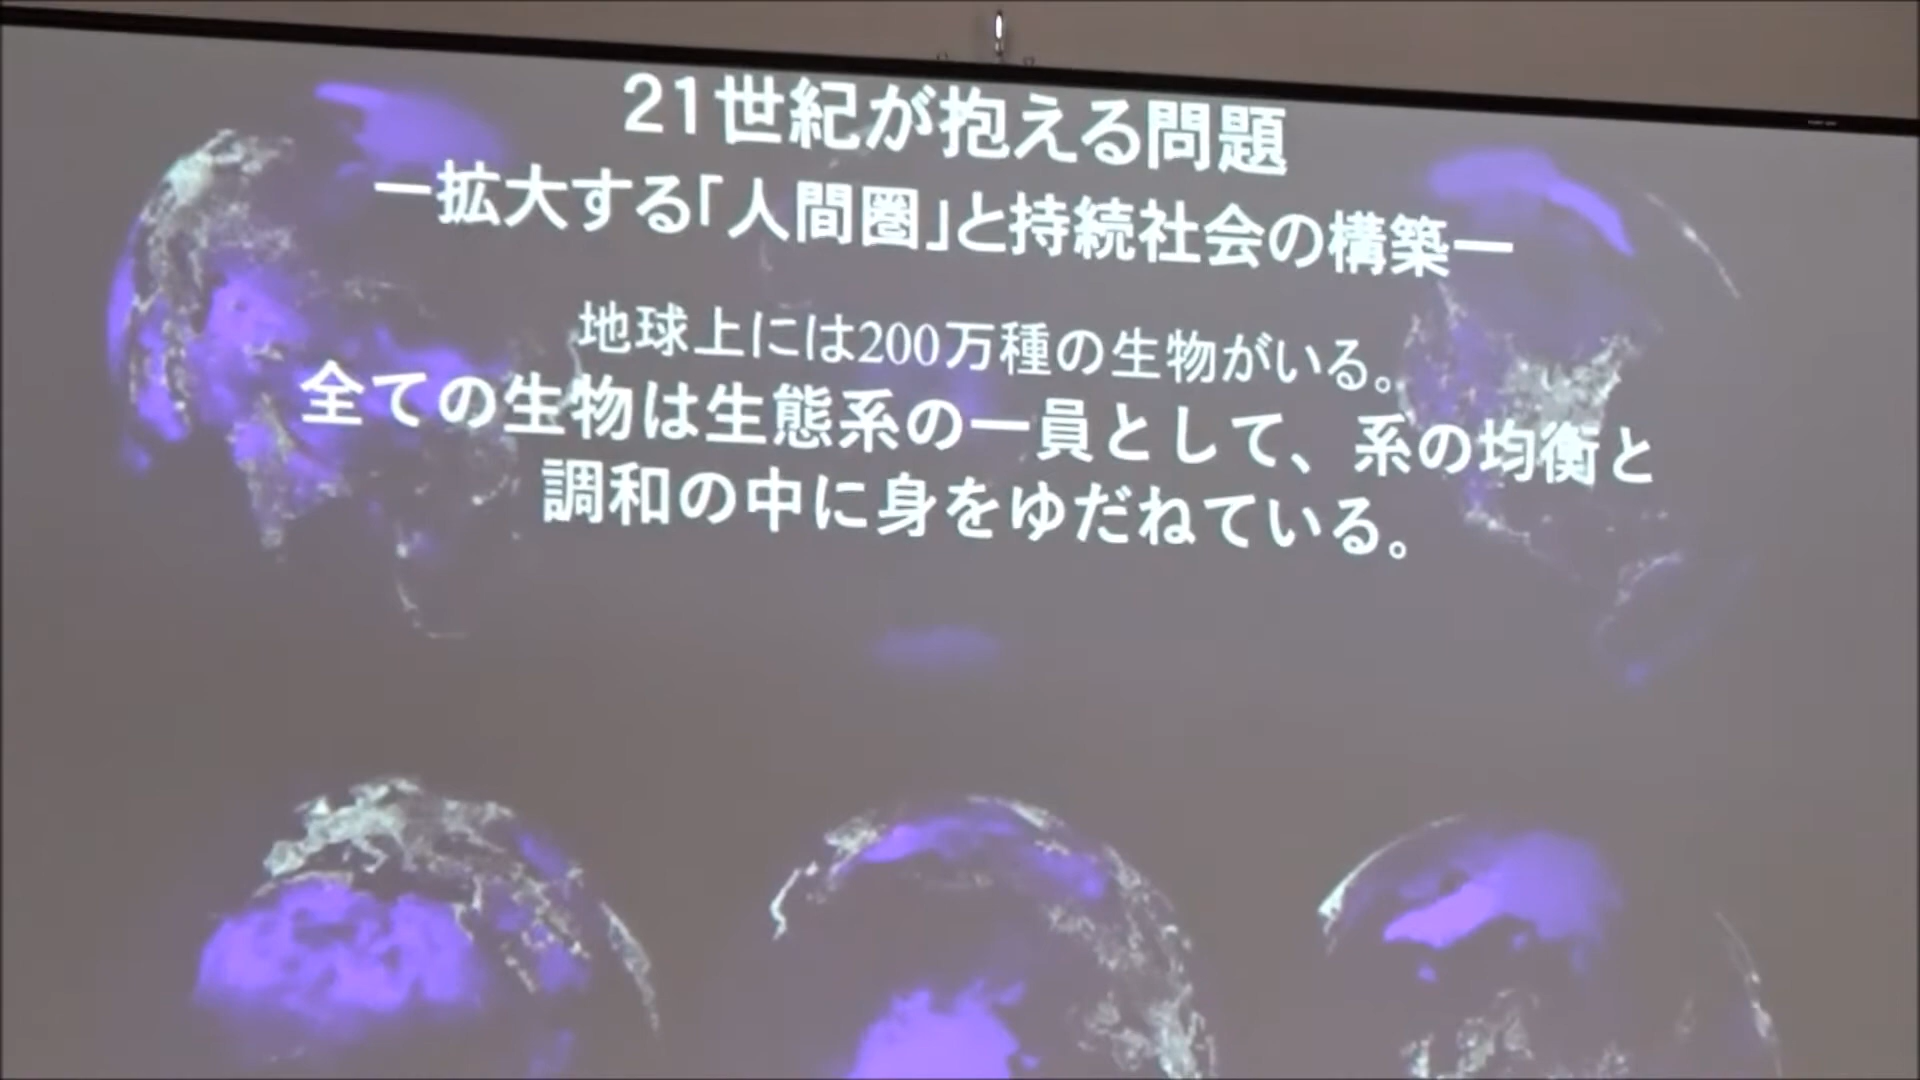 21世紀が抱える問題
―拡大する「人間圏」と持続社会の構築―
地球上には200万種の生物がいる。
全ての生物は生態系の一員として、系の均衡と
調和の中に身をゆだねている。